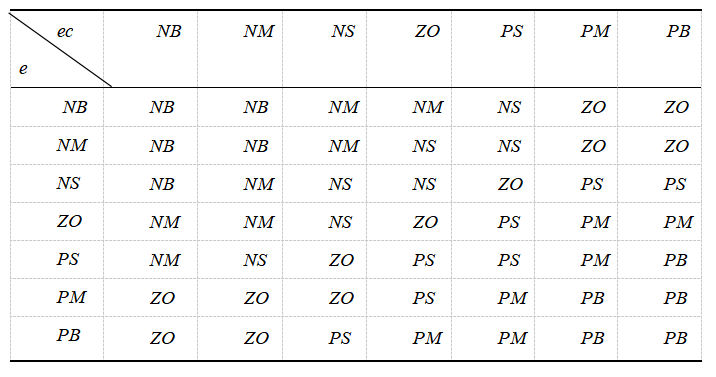 ec NB NM NS ZO PS PM PB
e
NB NB NB NM NM NS ZO ZO
NM NB NB NM NS NS ZO ZO
NS NB NM NS NS ZO PS PS
ZO NM NM NS ZO PS PM PM
PS NM NS ZO PS PS PM PB
PM ZO ZO ZO PS PM PB PB
PB ZO ZO PS PM PM PB PB